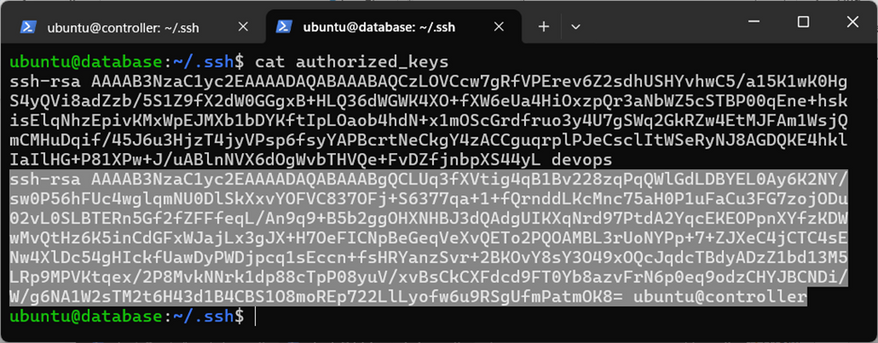 ubuntu@controller: ~/.ssh
ubuntu@database: ~/.ssh
ubuntu@database:~/.ssh$ cat authorized_keys
ssh-rsa AAAAB3NzaC1yc2EAAAADAQABAAABAQCzLOVCcw7gRfVPErev6Z2sdhUSHYvhwC5/a15K1wK0Hg
S4yQVi8adZzb/5S1Z9fX2dW0GGgxB+HLQ36dWGWK4XO+fXW6eUa4HiOxzpQr3aNbWZ5cSTBP00qEne+hsk
isElqNhzEpivKMxWpEJMXb1bDYKftIpLOaob4hdN+x1mOScGrdfruo3y4U7gSWq2GkRZw4EtMJFAm1WsjQ
mCMHuDqif/45J6u3HjzT4jyVPsp6fsyYAPBcrtNeCkgY4zACCguqrplPJeCsclItWSeRyNJ8AGDQKE4hkl
IaIlHG+P81XPw+J/uABlnNVX6dOgWvbTHVQe+FvDZfjnbpXS44yL devops
ssh-rsa AAAAB3NzaC1yc2EAAAADAQABAAABgQCLUq3fXVtig4qB1Bv228zqPqQWlGdLDBYEL0Ay6K2NY/
sw0P56hFUc4wglqmNU0DlSkXxvYOFVC837OFj+S6377qa+1+fQrnddLKcMnc75aH0P1uFaCu3FG7zojODu
02vL0SLBTERn5Gf2fZFFfeqL/An9q9+B5b2ggOHXNHBJ3dQAdgUIKXqNrd97PtdA2YqcEKEOPpnXYfzKDW
wMvQtHz6K5inCdGFxWJajLx3gJX+H7OeFICNpBeGeqVeXvQETo2PQOAMBL3rUoNYPp+7+ZJXeC4jCTC4sE
Nw4XlDc54gHIckfUawDyPWDjpcq1sEccn+fsHRYanzSvr+2BKOvY8sY3O49xOQcJqdcTBdyADzZ1bd13M5
LRp9MPVKtqex/2P8MvkNNrk1dp88cTpP08yuV/xvBsCkCXFdcd9FT0Yb8azvFrN6p0eq9odzCHYJBCNDi/
W/g6NA1W2sTM2t6H43d1B4CBS1O8moREp722LlLyofw6u9RSgUfmPatmOK8= ubuntu@controller
ubuntu@database:~/.ssh$